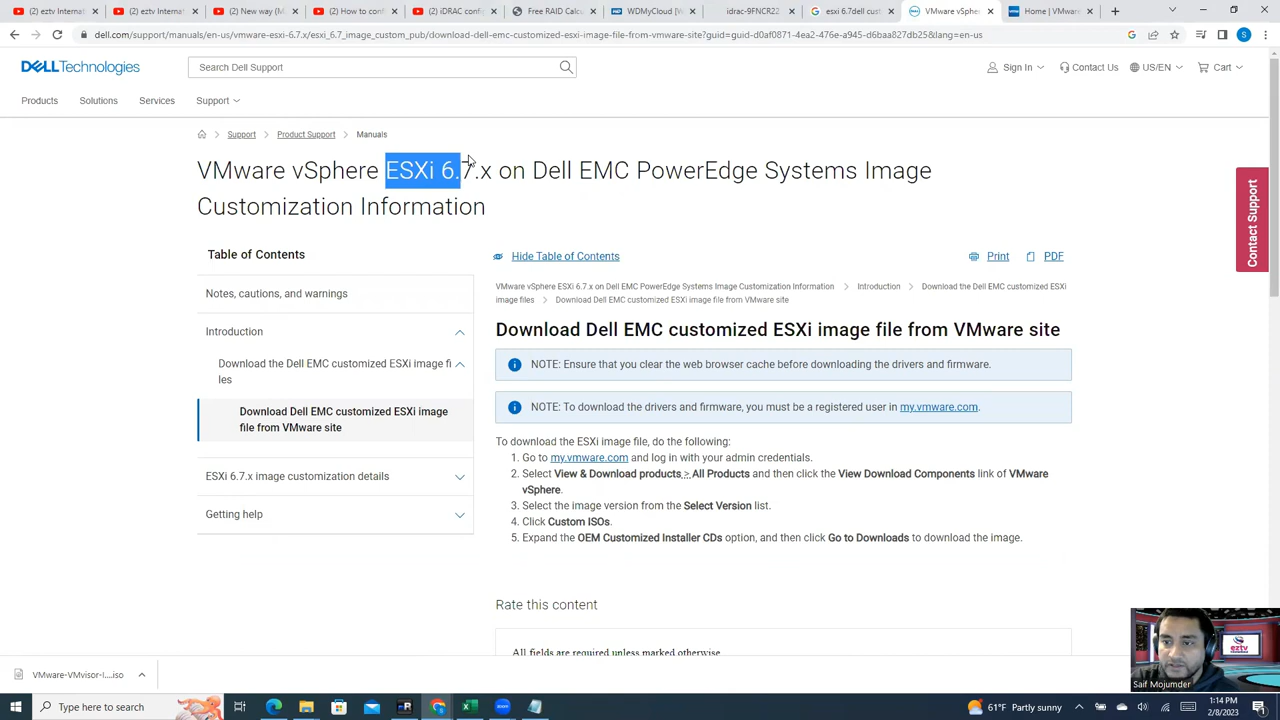 (2) eztv Internat
(2) eztv Internat
(2) New way (M
(2) How to conf
(2) iDRAC confi
Free RAID Calcu
WDMyCloud [W
idrac-9FNCR22.
esxi 6.7dell cust
VMware vSphe
Home | VMware
dell.com/support/manuals/en-us/vmware-esxi-6.7.x/esxi_6.7_image_custom_pub/download-dell-emc-customized-esxi-image-file-from-vmware-site?guid=guid-d0af0871-4ea2-476e-a945-d6baa827db25&lang=en-us
DELLTechnologies
Search Dell Support
Sign In
Contact Us
US/EN
Cart
Products
Solutions
Services
Support
Support
Product Support
Manuals
VMware vSphere ESXi 6.7.x on Dell EMC PowerEdge Systems Image
Customization Information
Contact Support
Table of Contents
Notes, cautions, and warnings
Introduction
Download the Dell EMC customized ESXi image fi
les
Download Dell EMC customized ESXi image
file from VMware site
ESXi 6.7.x image customization details
Getting help
Hide Table of Contents
Print
PDF
VMware vSphere ESXi 6.7.x on Dell EMC PowerEdge Systems Image Customization Information > Introduction > Download the Dell EMC customized ESXi
image files > Download Dell EMC customized ESXi image file from VMware site
Download Dell EMC customized ESXi image file from VMware site
NOTE: Ensure that you clear the web browser cache before downloading the drivers and firmware.
NOTE: To download the drivers and firmware, you must be a registered user in my.vmware.com.
To download the ESXi image file, do the following:
1. Go to my.vmware.com and log in with your admin credentials.
2. Select View & Download products > All Products and then click the View Download Components link of VMware
vSphere.
3. Select the image version from the Select Version list.
4. Click Custom ISOs.
5. Expand the OEM Customized Installer CDs option, and then click Go to Downloads to download the image.
Rate this content
All fields are required unless marked otherwise
VMware-VMvisor-I....iso
eztv
Saif Mojumder
Type here to search
61°F Partly sunny
1:14 PM
2/8/2023